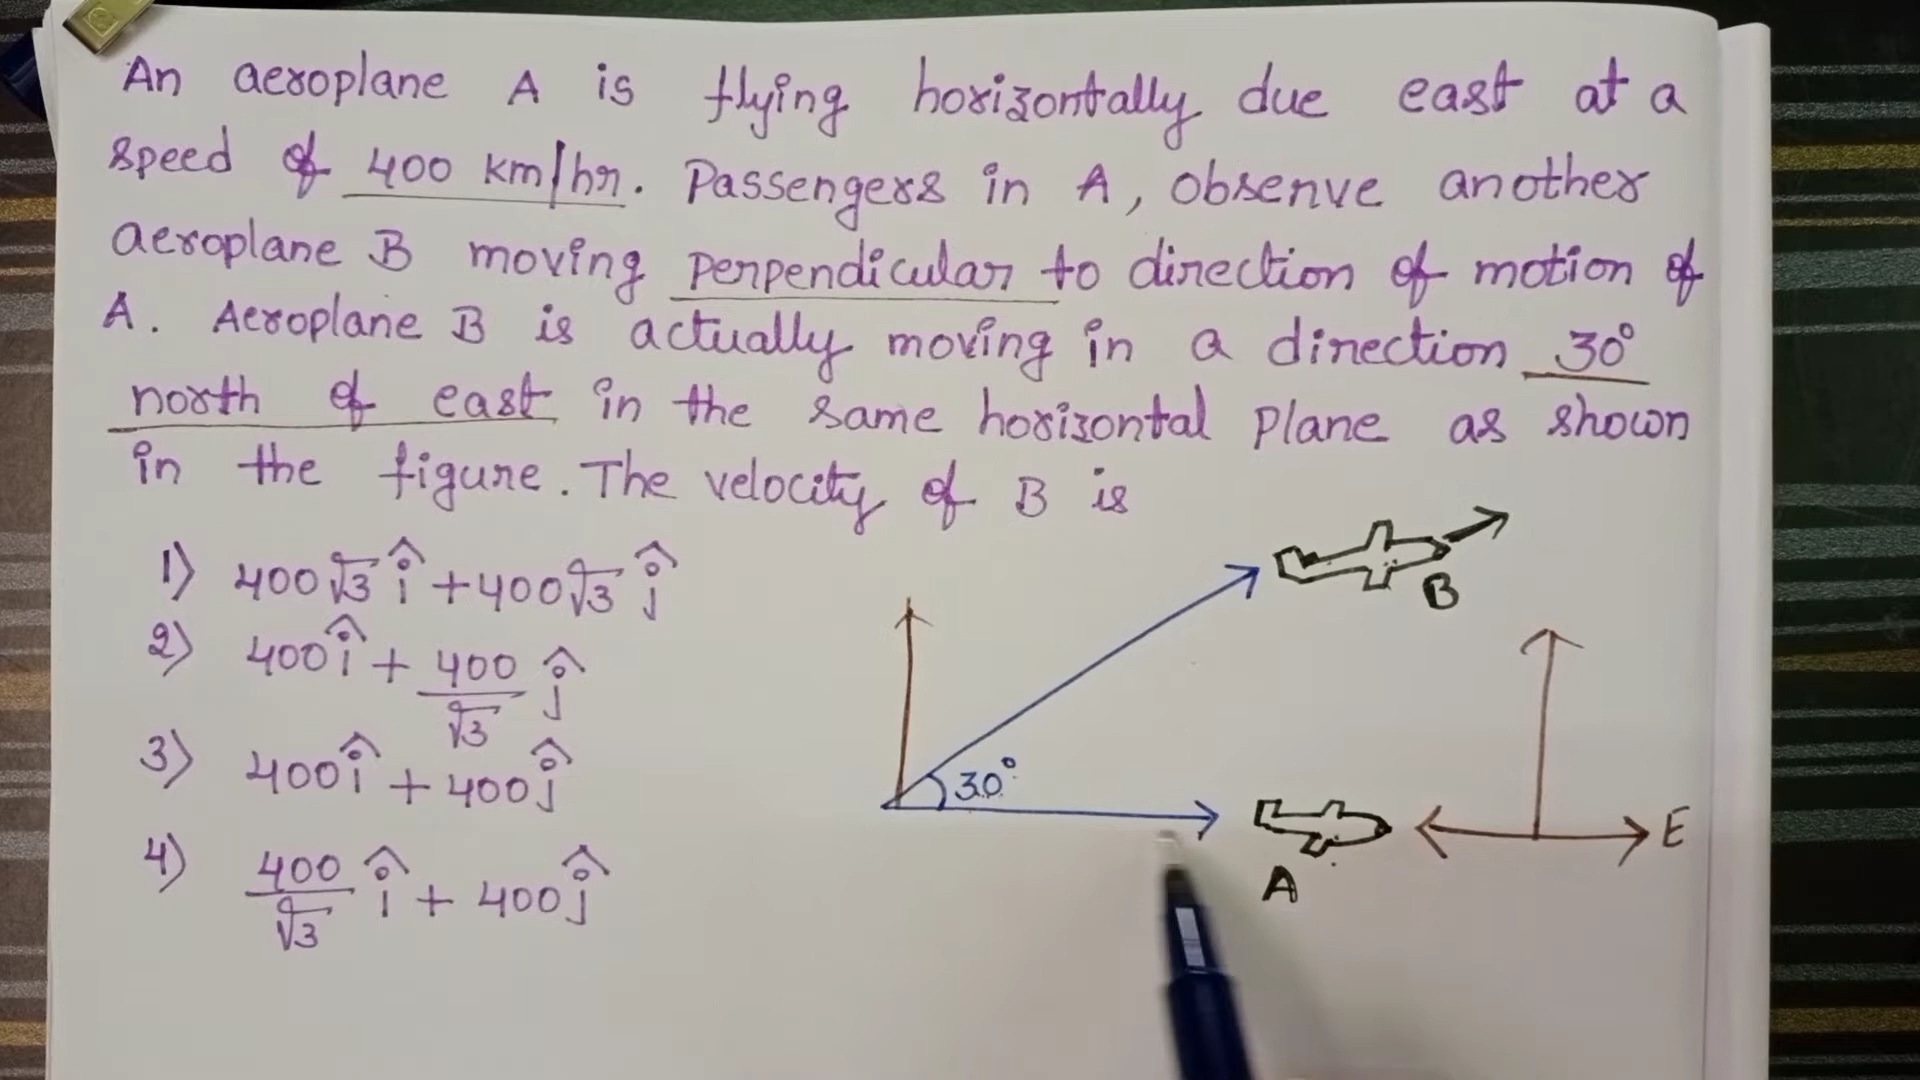 An aeroplane A is flying horizontally due east at a
speed of 400 km/hr. Passengers in A, observe another
aeroplane B moving perpendicular to direction of motion of
A. Aeroplane B is actually moving in a direction 30°
north of east in the same horizontal plane as shown
in the figure. The velocity of B is
1) 400√3 î + 400√3 ĵ
2) 400 î + 400/√3 ĵ
3) 400 î + 400 ĵ
4) 400/√3 î + 400 ĵ
B
30°
E
A